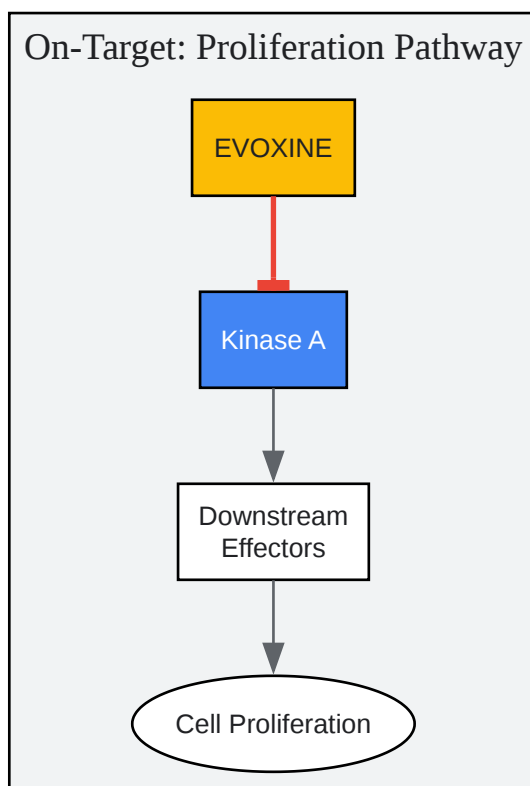 On-Target: Proliferation Pathway
EVOXINE
Kinase A
Downstream
Effectors
Cell Proliferation